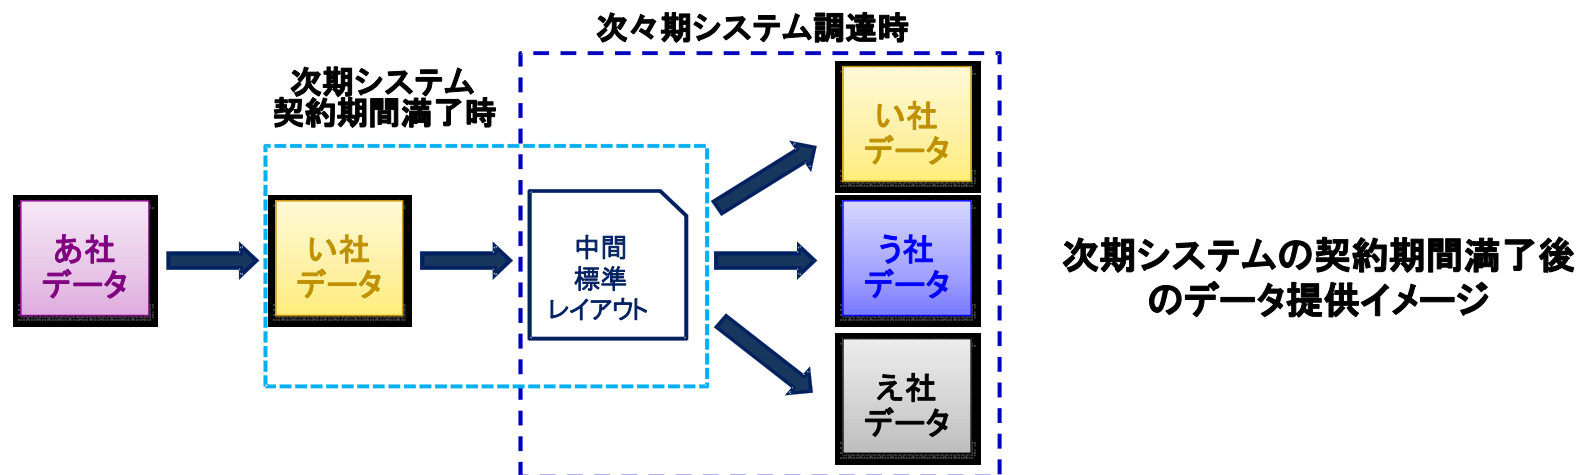 次々期システム調達時
次期システム
契約期間満了時
あ社
データ
い社
データ
中間
標準
レイアウト
い社
データ
う社
データ
え社
データ
次期システムの契約期間満了後
のデータ提供イメージ